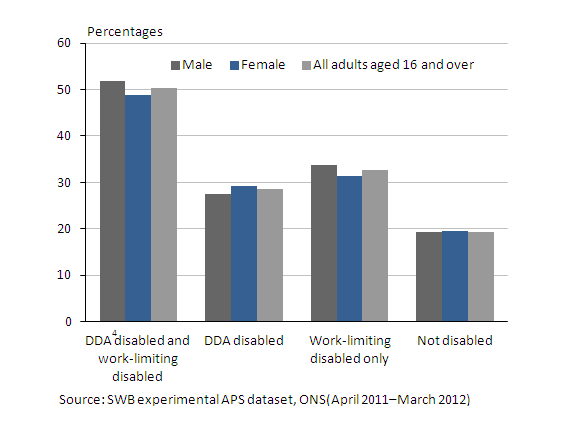 Percentages
60
Male Female All adults aged 16 and over
50
40
30
20
10
0
DDA⁴ disabled and work-limiting disabled
DDA disabled
Work-limiting disabled only
Not disabled
Source: SWB experimental APS dataset, ONS(April 2011–March 2012)